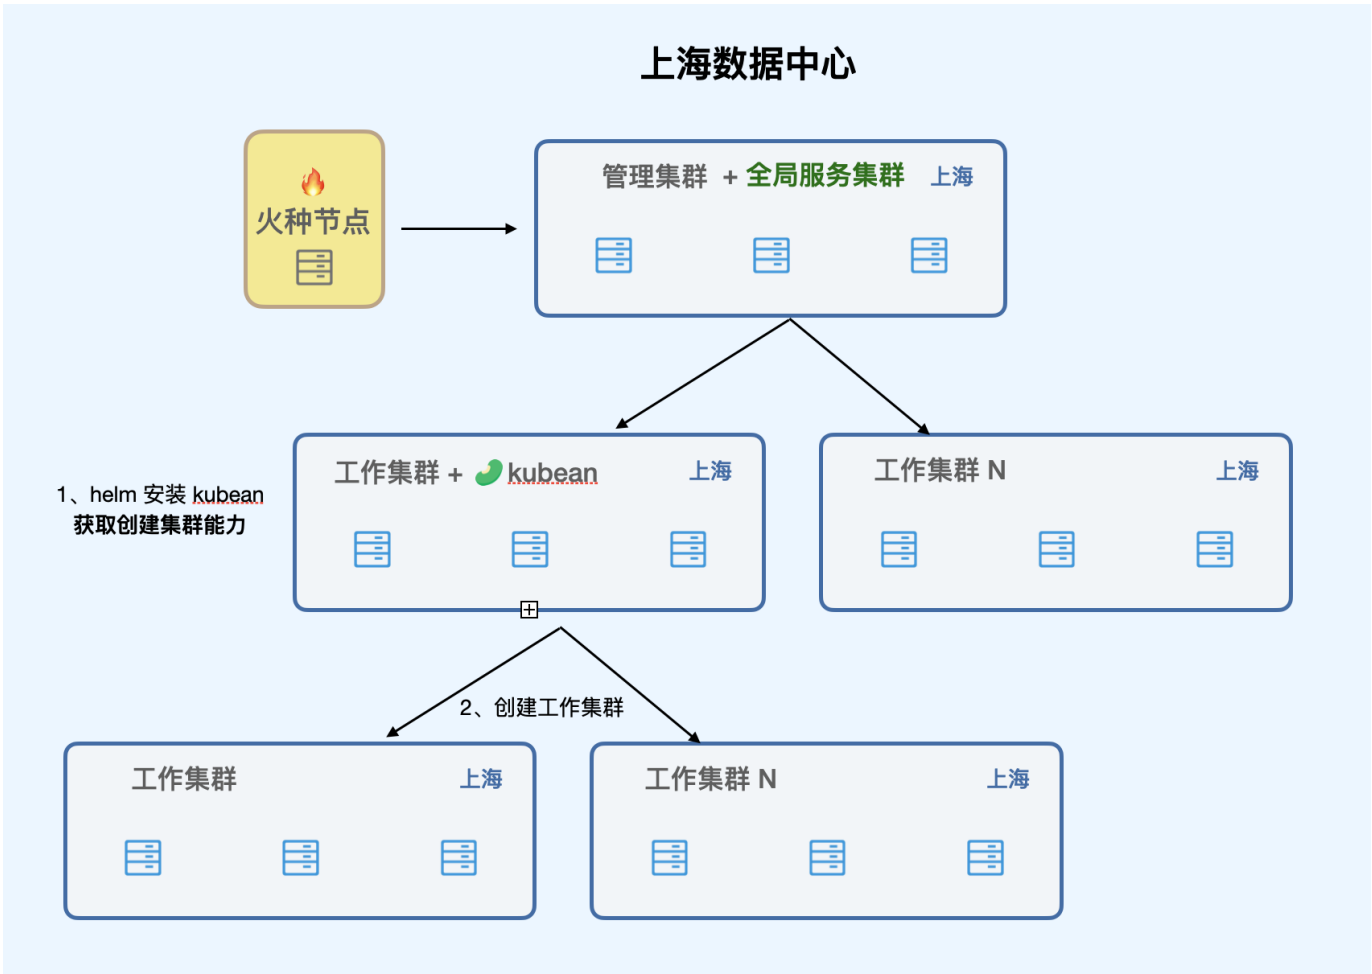 上海数据中心
火种节点
管理集群 + 全局服务集群 上海
工作集群 + kubean 上海
工作集群 N 上海
1、helm 安装 kubean
获取创建集群能力
2、创建工作集群
工作集群 上海
工作集群 N 上海